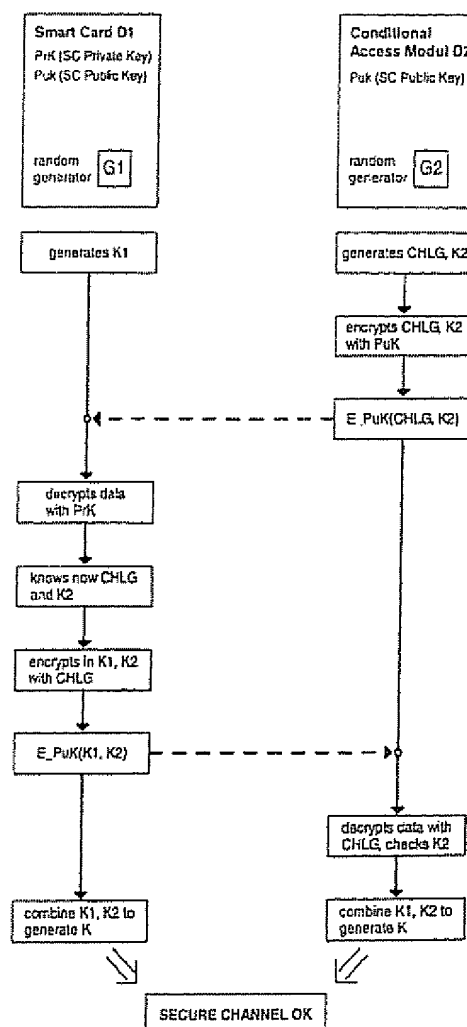 Smart Card D1
PrK (SC Private Key)
Puk (SC Public Key)
random
generator
G1
Conditional
Access Modul D2
Puk (SC Public Key)
random
generator
G2
generates K1
generates CHLG, K2
encrypts CHLG, K2
with PuK
E_PuK(CHLG, K2)
decrypts data
with PrK
knows now CHLG
and K2
encrypts in K1, K2
with CHLG
E_PuK(K1, K2)
decrypts data with
CHLG, checks K2
combine K1, K2 to
generate K
combine K1, K2 to
generate K
SECURE CHANNEL OK